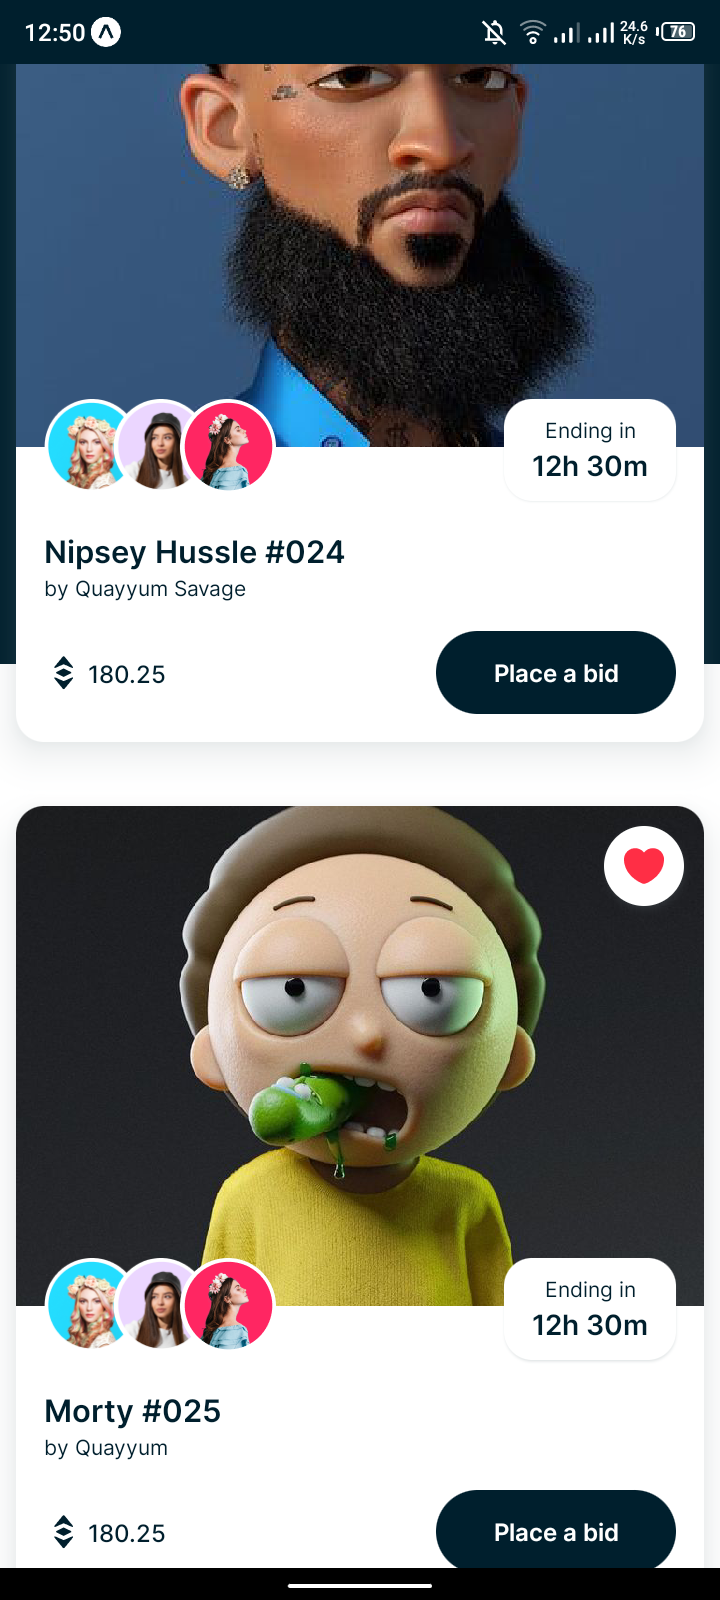 12:50
24.6
K/s
76
Ending in
12h 30m
Nipsey Hussle #024
by Quayyum Savage
180.25
Place a bid
Ending in
12h 30m
Morty #025
by Quayyum
180.25
Place a bid